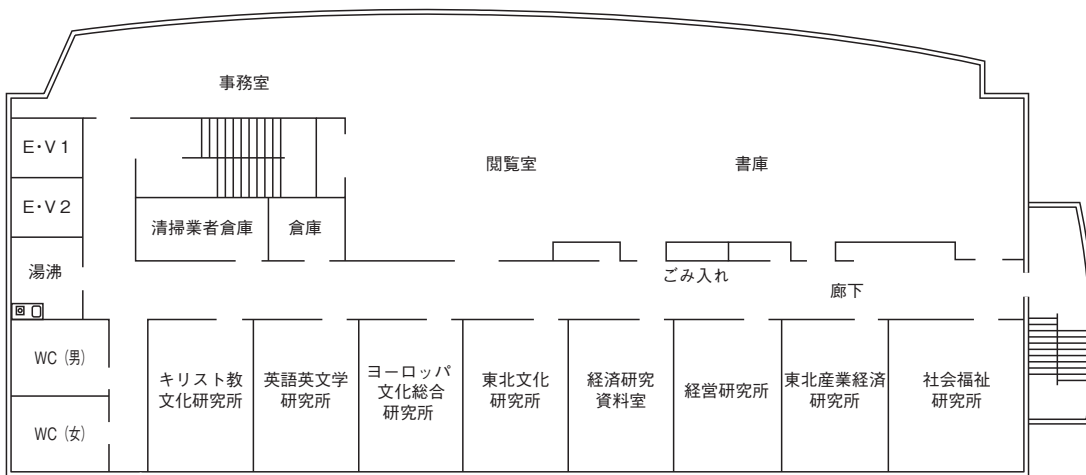 事務室
E・V1
閲覧室
書庫
E・V2
清掃業者倉庫
倉庫
湯沸
ごみ入れ
廊下
WC（男）
キリスト教
文化研究所
英語英文学
研究所
ヨーロッパ
文化総合
研究所
東北文化
研究所
経済研究
資料室
経営研究所
東北産業経済
研究所
社会福祉
研究所
WC（女）